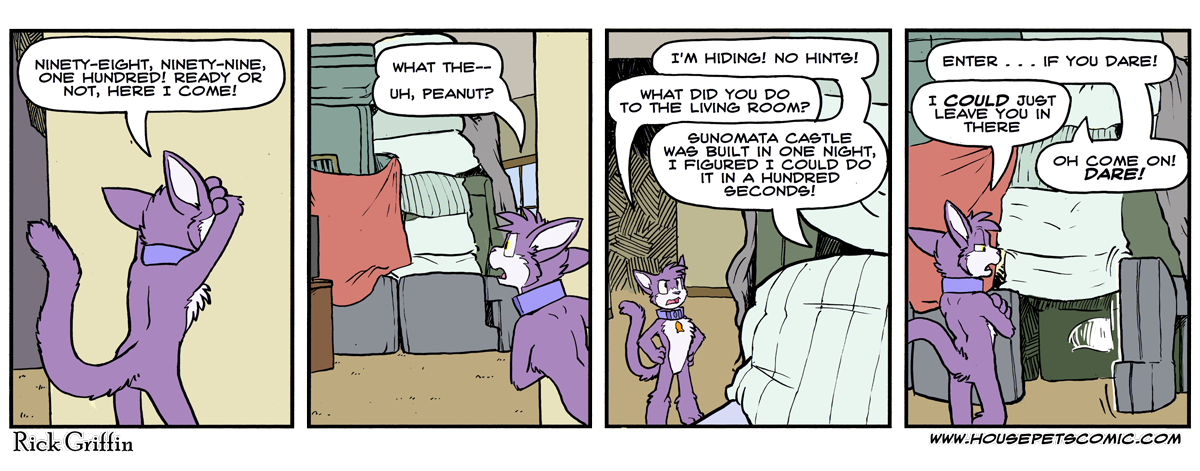 NINETY-EIGHT, NINETY-NINE,
ONE HUNDRED! READY OR
NOT, HERE I COME!
WHAT THE--
UH, PEANUT?
I'M HIDING! NO HINTS!
WHAT DID YOU DO
TO THE LIVING ROOM?
SUNOMATA CASTLE
WAS BUILT IN ONE NIGHT,
I FIGURED I COULD DO
IT IN A HUNDRED
SECONDS!
ENTER . . . IF YOU DARE!
I COULD JUST
LEAVE YOU IN
THERE
OH COME ON!
DARE!
Rick Griffin
WWW.HOUSEPETSCOMIC.COM